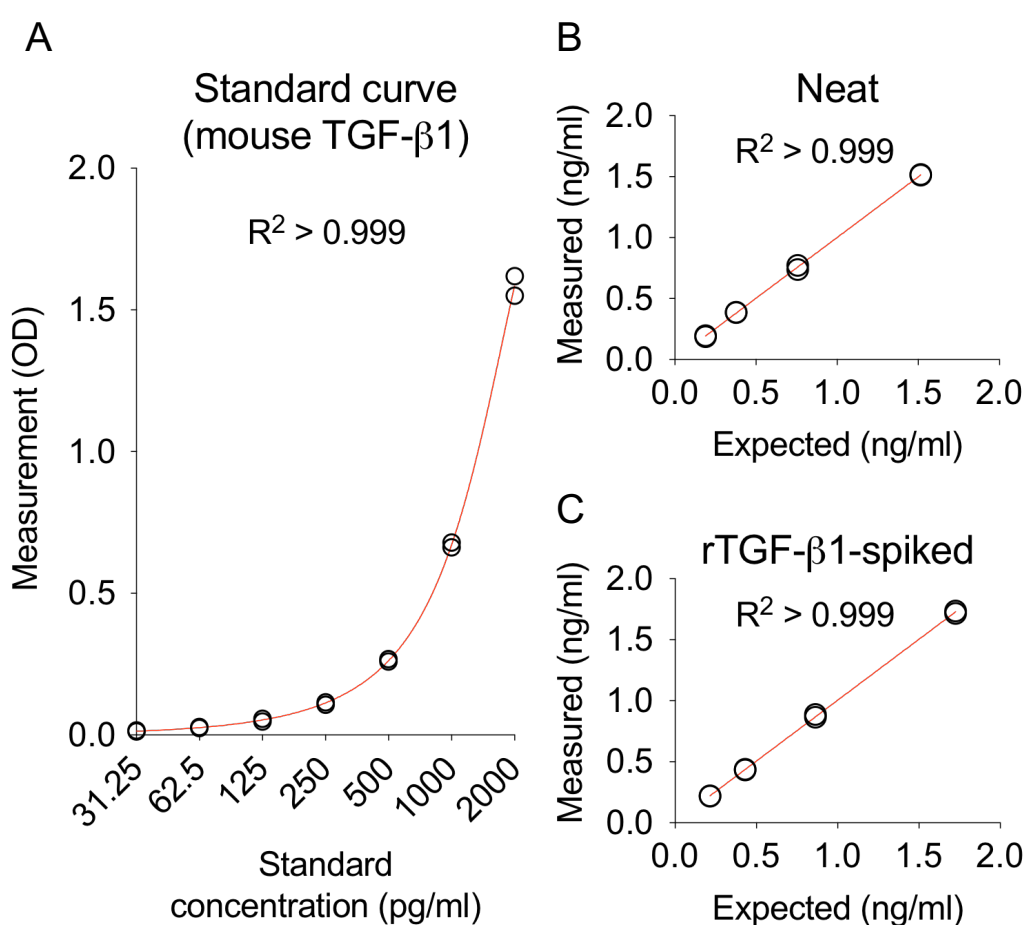 A
Standard curve
(mouse TGF-β1)
R² > 0.999
2.0
1.5
1.0
0.5
0.0
Measurement (OD)
31.25
62.5
125
250
500
1000
2000
Standard
concentration (pg/ml)
B
Neat
R² > 0.999
2.0
1.5
1.0
0.5
0.0
Measured (ng/ml)
0.0 0.5 1.0 1.5 2.0
Expected (ng/ml)
C
rTGF-β1-spiked
R² > 0.999
2.0
1.5
1.0
0.5
0.0
Measured (ng/ml)
0.0 0.5 1.0 1.5 2.0
Expected (ng/ml)